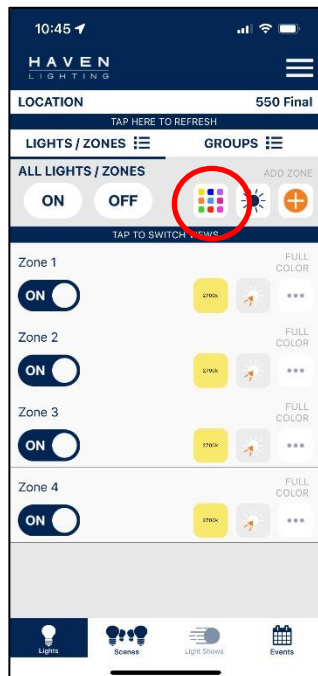 10:45
HAVEN
LIGHTING
LOCATION 550 Final
TAP HERE TO REFRESH
LIGHTS / ZONES GROUPS
ALL LIGHTS / ZONES ADD ZONE
ON OFF
TAP TO SWITCH VIEWS
Zone 1 FULL COLOR
ON 2700k
Zone 2 FULL COLOR
ON 2700k
Zone 3 FULL COLOR
ON 2700k
Zone 4 FULL COLOR
ON 2700k
Lights Scenes Light Shows Events